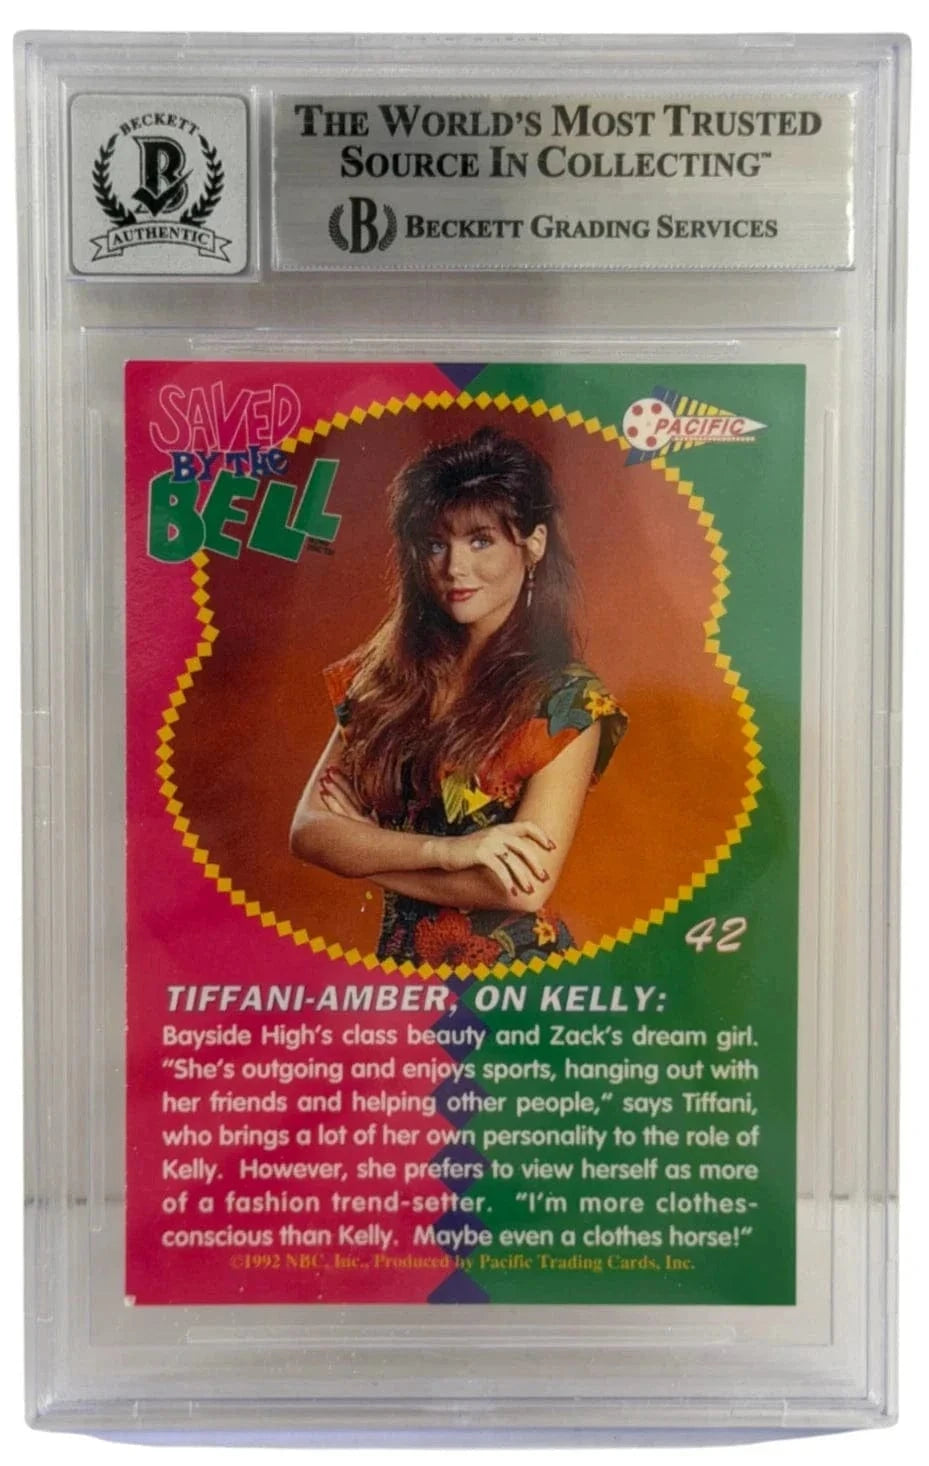 BECKETT
B
AUTHENTIC
THE WORLD'S MOST TRUSTED
SOURCE IN COLLECTING™
B BECKETT GRADING SERVICES
SAVED
BY THE
BELL
PACIFIC
42
TIFFANI-AMBER, ON KELLY:
Bayside High's class beauty and Zack's dream girl.
"She's outgoing and enjoys sports, hanging out with
her friends and helping other people," says Tiffani,
who brings a lot of her own personality to the role of
Kelly. However, she prefers to view herself as more
of a fashion trend-setter. "I'm more clothes-
conscious than Kelly. Maybe even a clothes horse!"
©1992 NBC, Inc., Produced by Pacific Trading Cards, Inc.